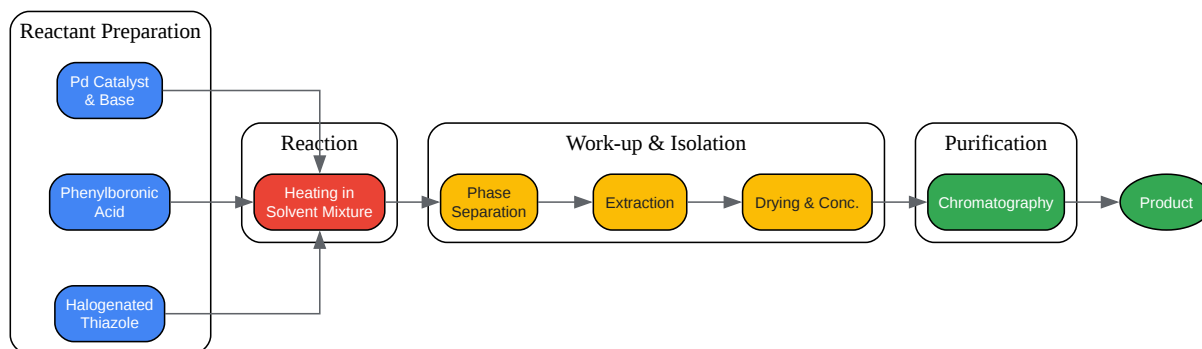 Reactant Preparation
Pd Catalyst
& Base
Phenylboronic
Acid
Halogenated
Thiazole
Reaction
Heating in
Solvent Mixture
Work-up & Isolation
Phase
Separation
Extraction
Drying & Conc.
Purification
Chromatography
Product